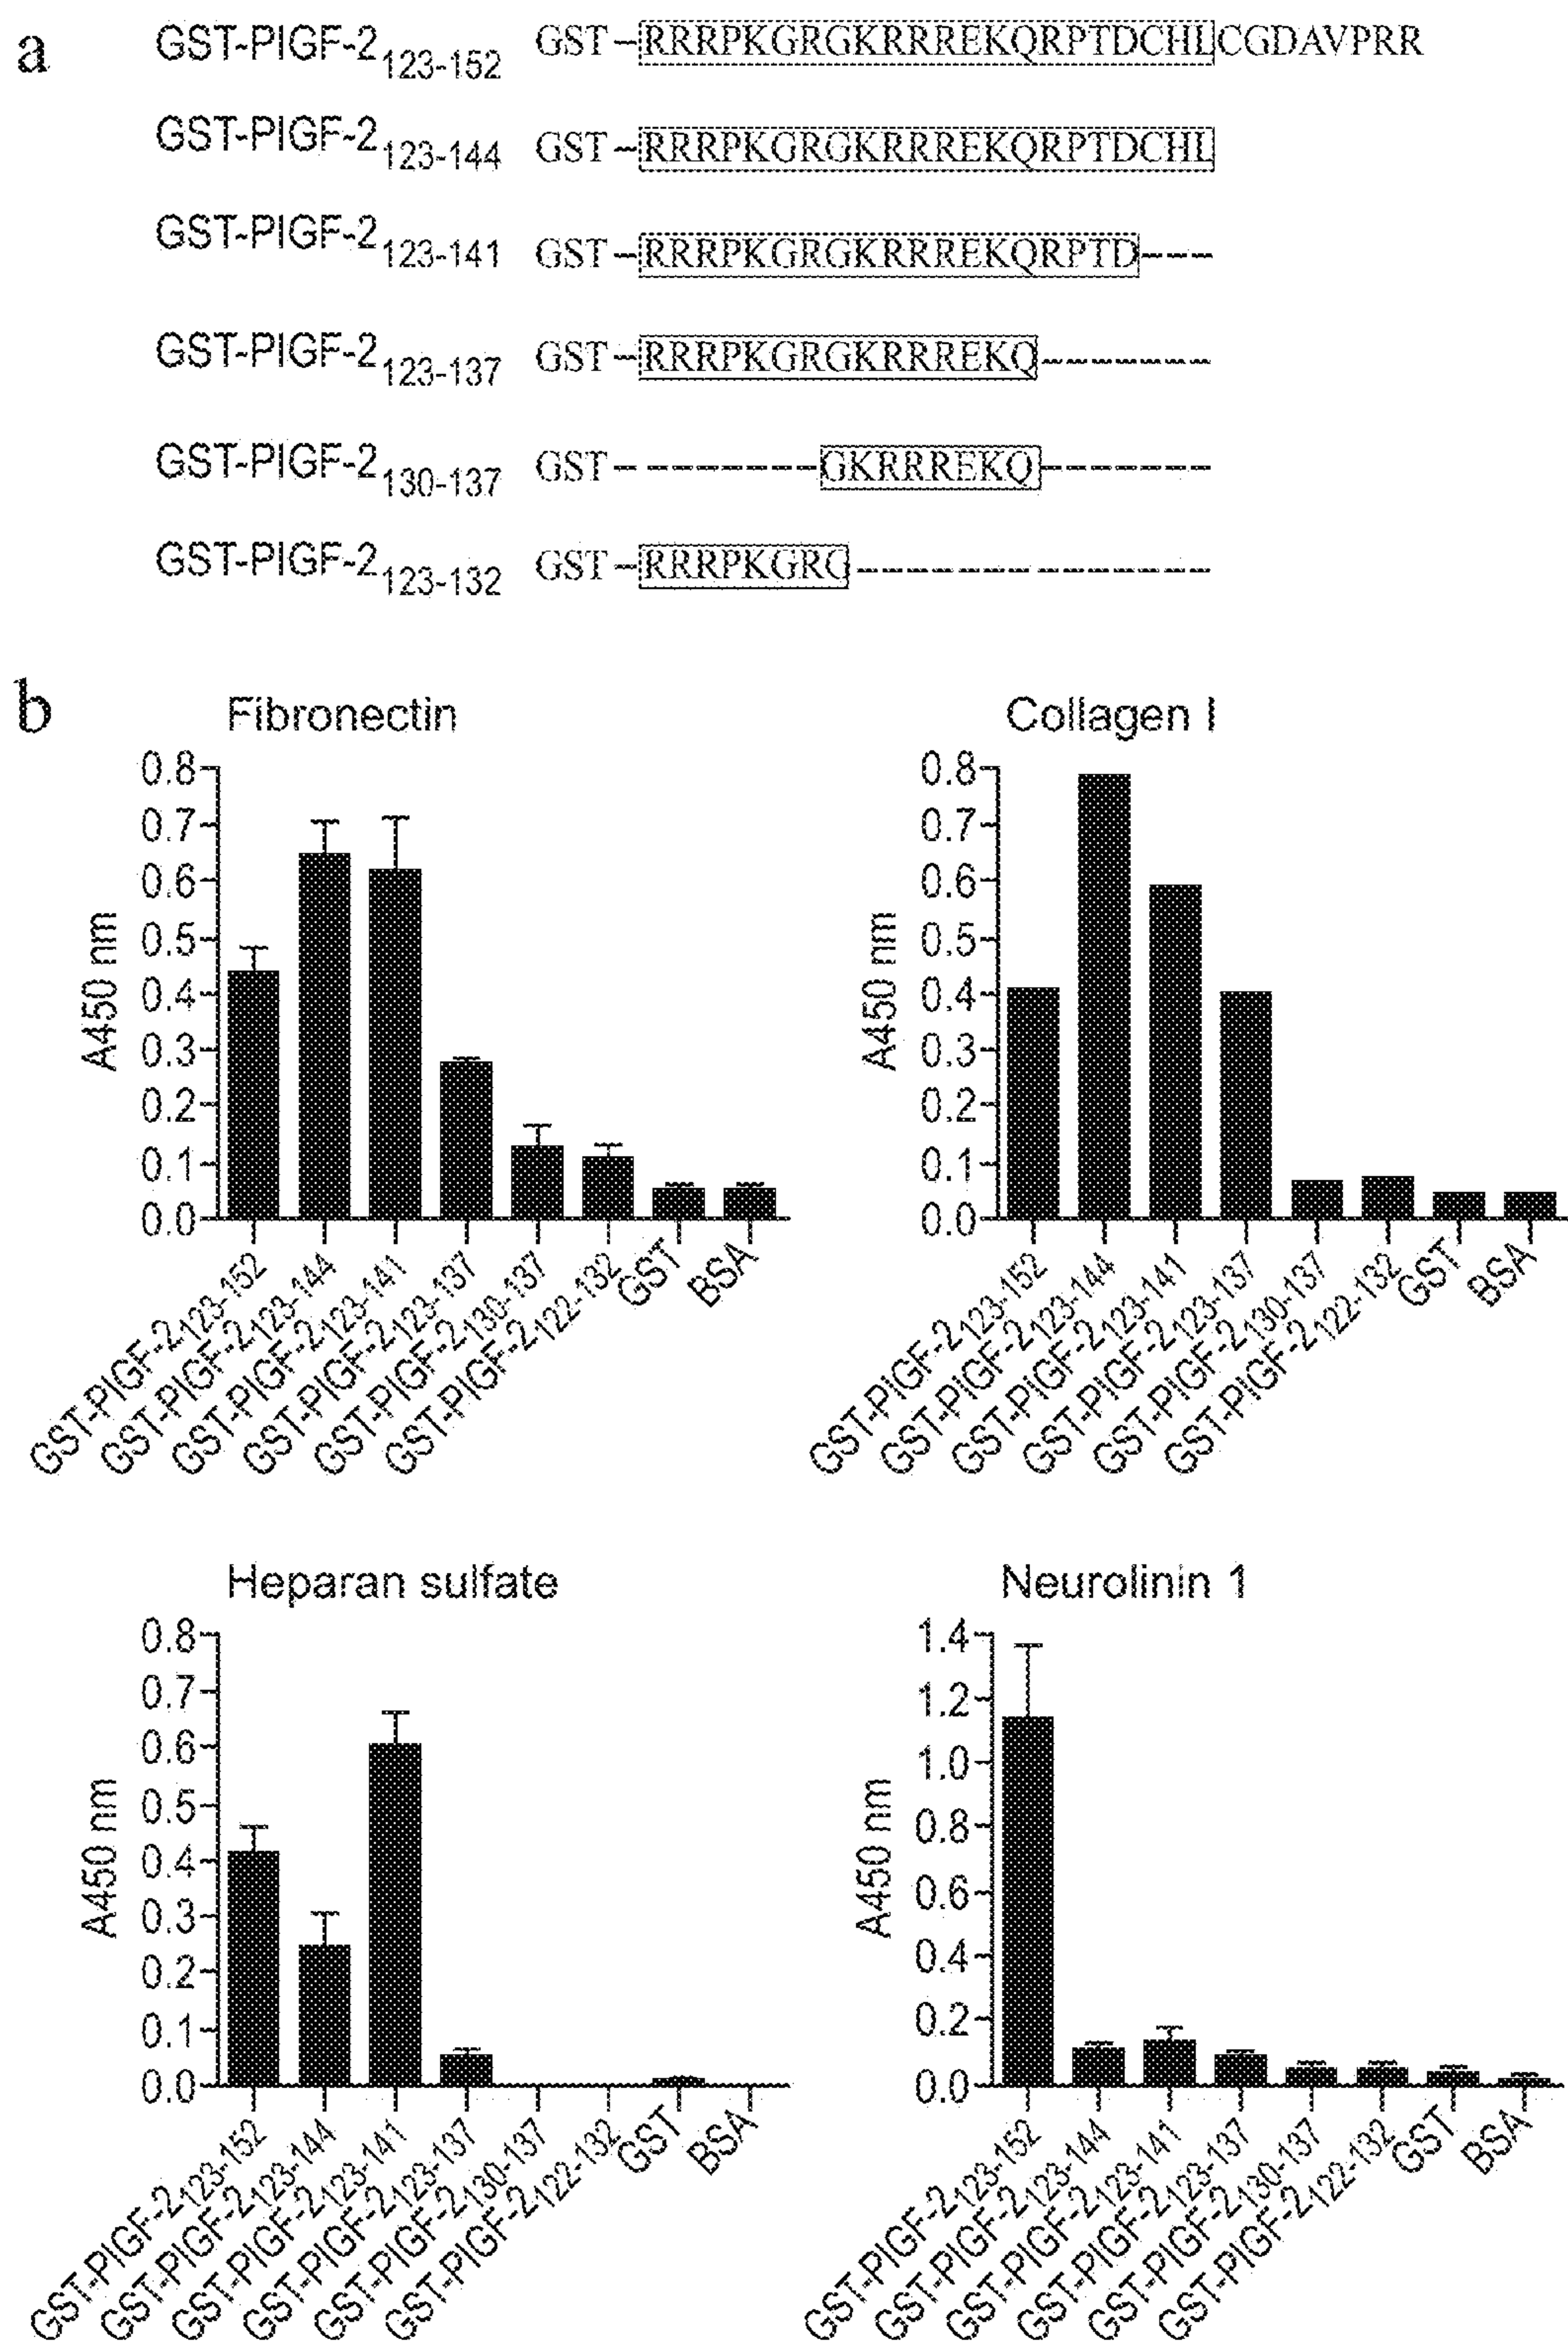 a
GST-PlGF-2123-152 GST-RRRPKGRGKRRREKQRPTDCHLCGDAVPRR
GST-PlGF-2123-144 GST-RRRPKGRGKRRREKQRPTDCHL
GST-PlGF-2123-141 GST-RRRPKGRGKRRREKQRPTD----
GST-PlGF-2123-137 GST-RRRPKGRGKRRREKQ-------
GST-PlGF-2130-137 GST--------GKRRREKQ-------
GST-PlGF-2123-132 GST-RRRPKGRG--------------
b
Fibronectin
A450 nm
0.8
0.7
0.6
0.5
0.4
0.3
0.2
0.1
0.0
GST-PlGF-2123-152
GST-PlGF-2123-144
GST-PlGF-2123-141
GST-PlGF-2123-137
GST-PlGF-2130-137
GST-PlGF-2122-132
GST
BSA
Collagen I
A450 nm
0.8
0.7
0.6
0.5
0.4
0.3
0.2
0.1
0.0
GST-PlGF-2123-152
GST-PlGF-2123-144
GST-PlGF-2123-141
GST-PlGF-2123-137
GST-PlGF-2130-137
GST-PlGF-2122-132
GST
BSA
Heparan sulfate
A450 nm
0.8
0.7
0.6
0.5
0.4
0.3
0.2
0.1
0.0
GST-PlGF-2123-152
GST-PlGF-2123-144
GST-PlGF-2123-141
GST-PlGF-2123-137
GST-PlGF-2130-137
GST-PlGF-2122-132
GST
BSA
Neurolinin 1
A450 nm
1.4
1.2
1.0
0.8
0.6
0.4
0.2
0.0
GST-PlGF-2123-152
GST-PlGF-2123-144
GST-PlGF-2123-141
GST-PlGF-2123-137
GST-PlGF-2130-137
GST-PlGF-2122-132
GST
BSA